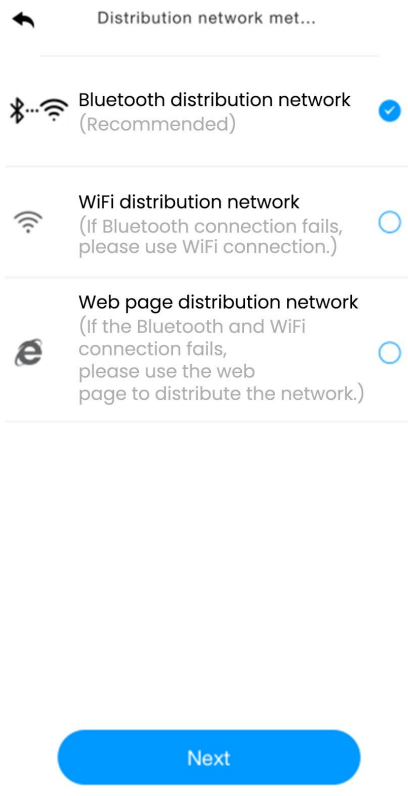 Distribution network met...
Bluetooth distribution network
(Recommended)
WiFi distribution network
(If Bluetooth connection fails,
please use WiFi connection.)
Web page distribution network
(If the Bluetooth and WiFi
connection fails,
please use the web
page to distribute the network.)
Next